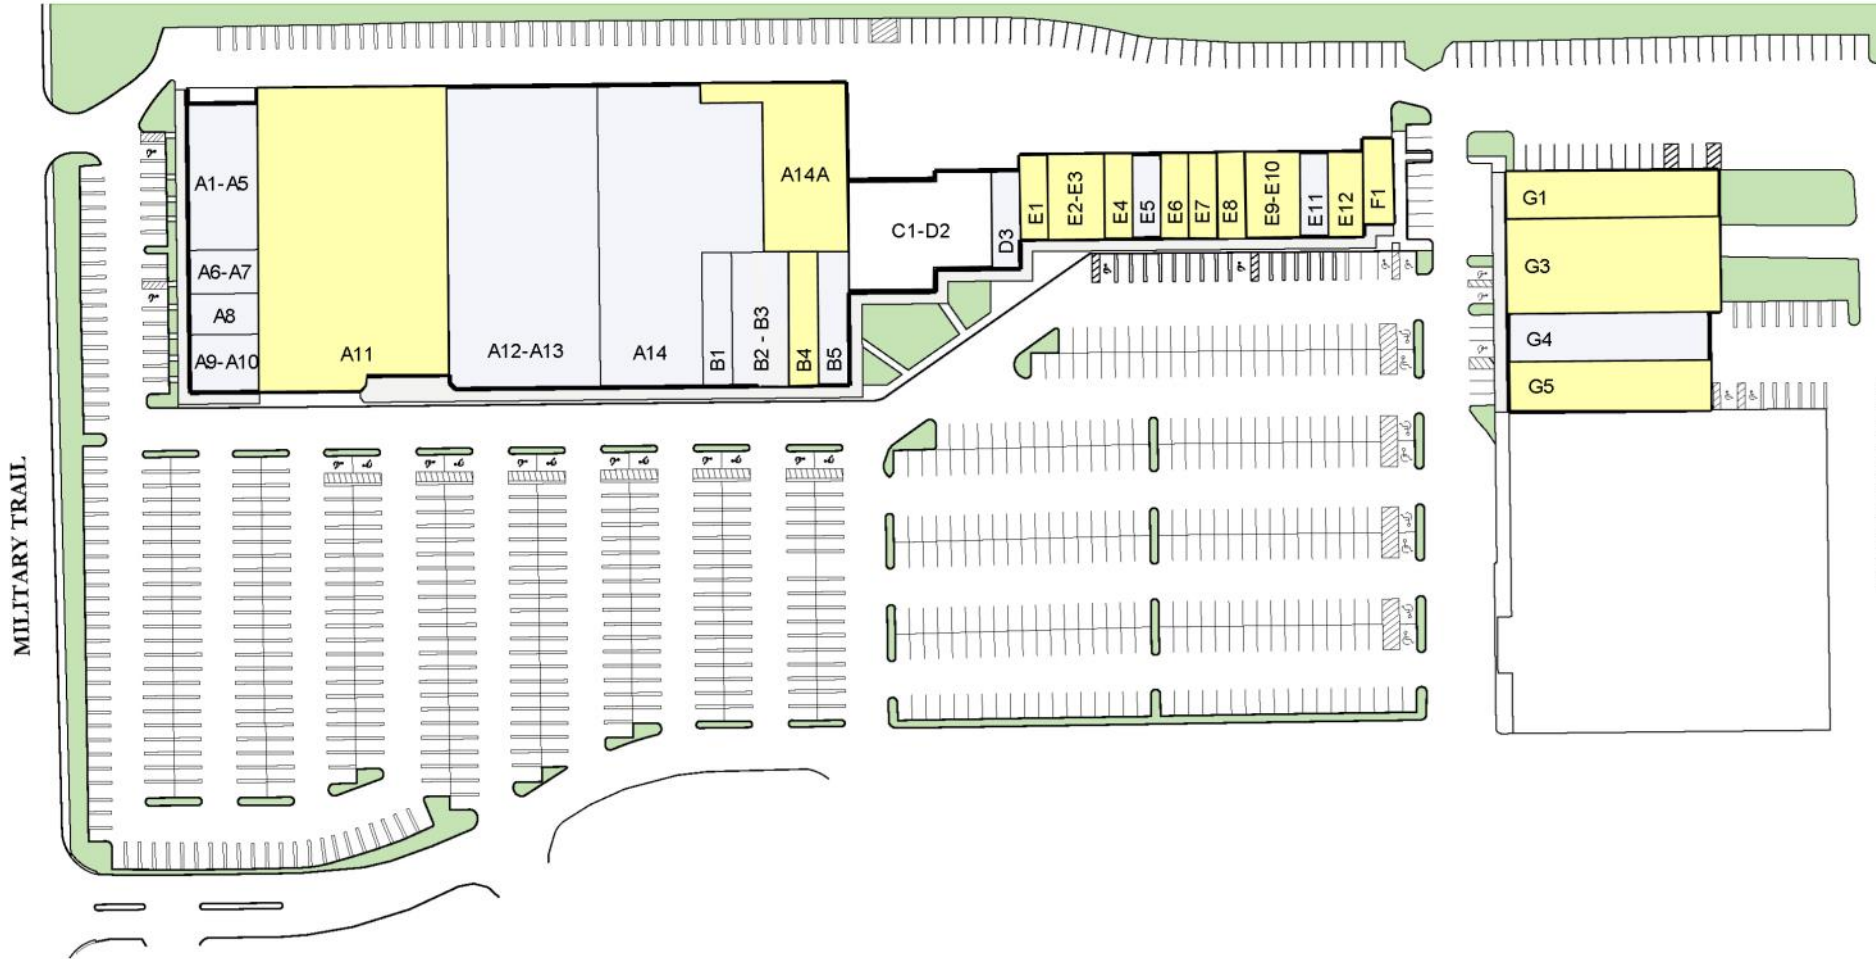 A1-A5
A6-A7
A8
A9-A10
A11
A12-A13
A14
A14A
B1
B2 - B3
B4
B5
C1-D2
D3
E1
E2-E3
E4
E5
E6
E7
E8
E9-E10
E11
E12
F1
G1
G3
G4
G5
MILITARY TRAIL